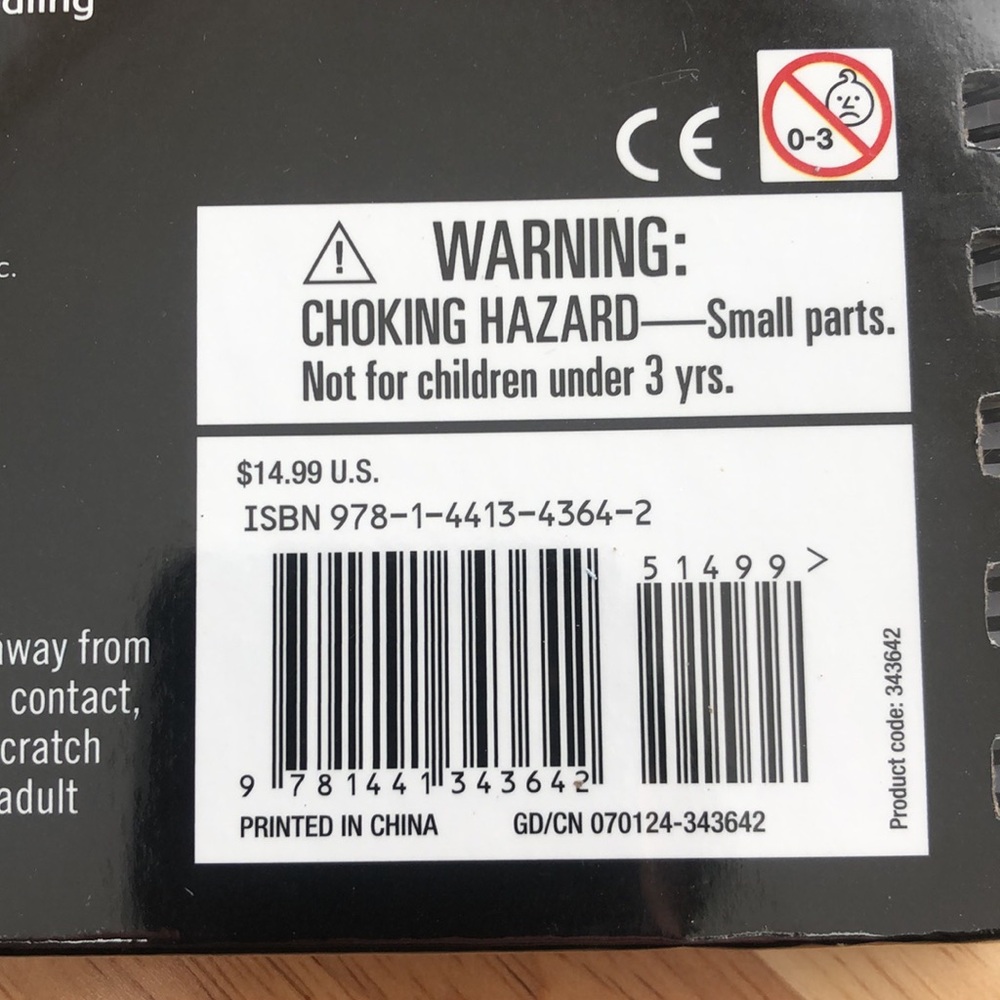 CE
0-3
WARNING:
CHOKING HAZARD—Small parts.
Not for children under 3 yrs.
$14.99 U.S.
ISBN 978-1-4413-4364-2
51499>
9 781441 343642
PRINTED IN CHINA GD/CN 070124-343642
Product code: 343642
c.
from
contact,
adult